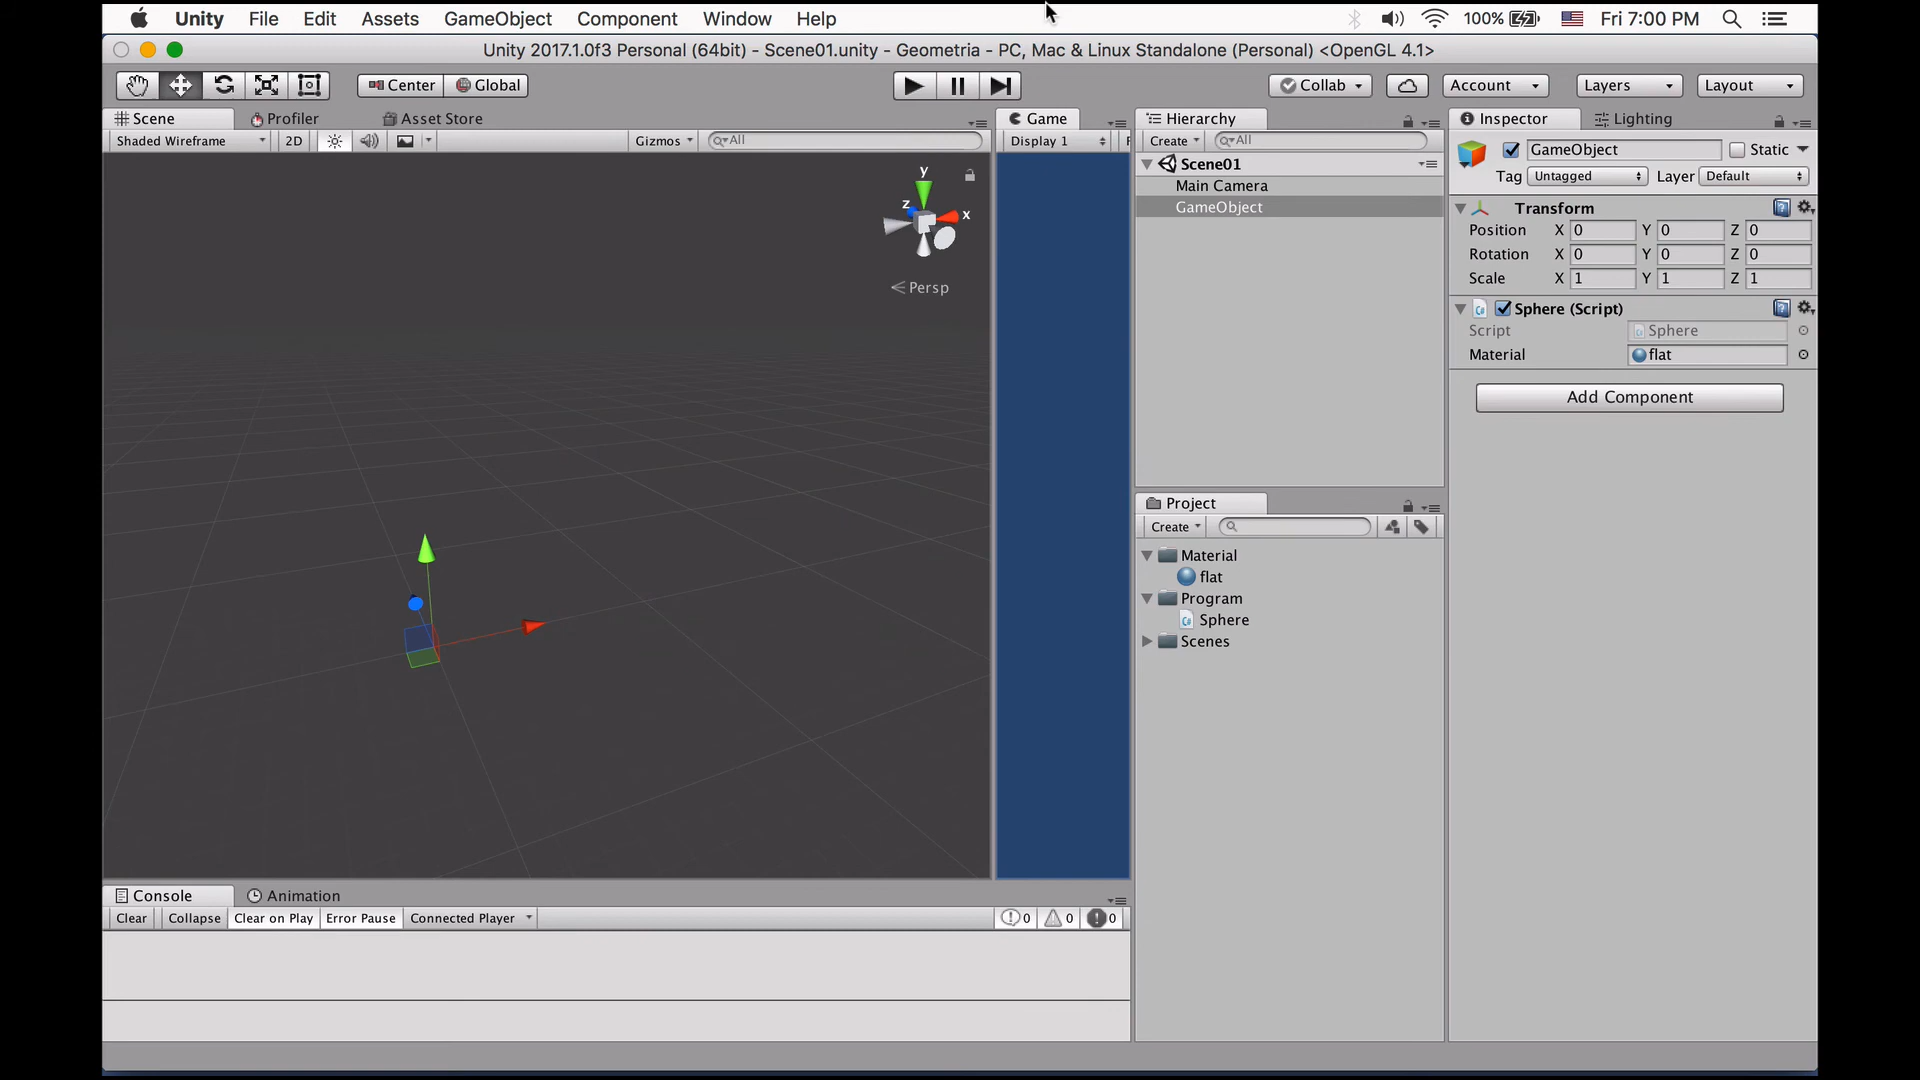 Unity File Edit Assets GameObject Component Window Help 100% Fri 7:00 PM
Unity 2017.1.0f3 Personal (64bit) - Scene01.unity - Geometria - PC, Mac & Linux Standalone (Personal) <OpenGL 4.1>
Center Global Collab Account Layers Layout
Scene Profiler Asset Store
Shaded Wireframe 2D Gizmos All
y
z
x
Persp
Game
Display 1 F
Hierarchy
Create All
Scene01
Main Camera
GameObject
Project
Create
Material
flat
Program
C#
Sphere
Scenes
Inspector Lighting
GameObject Static
Tag Untagged Layer Default
Transform
Position X 0 Y 0 Z 0
Rotation X 0 Y 0 Z 0
Scale X 1 Y 1 Z 1
C# Sphere (Script)
Script Sphere
Material flat
Add Component
Console Animation
Clear Collapse Clear on Play Error Pause Connected Player 0 0 0